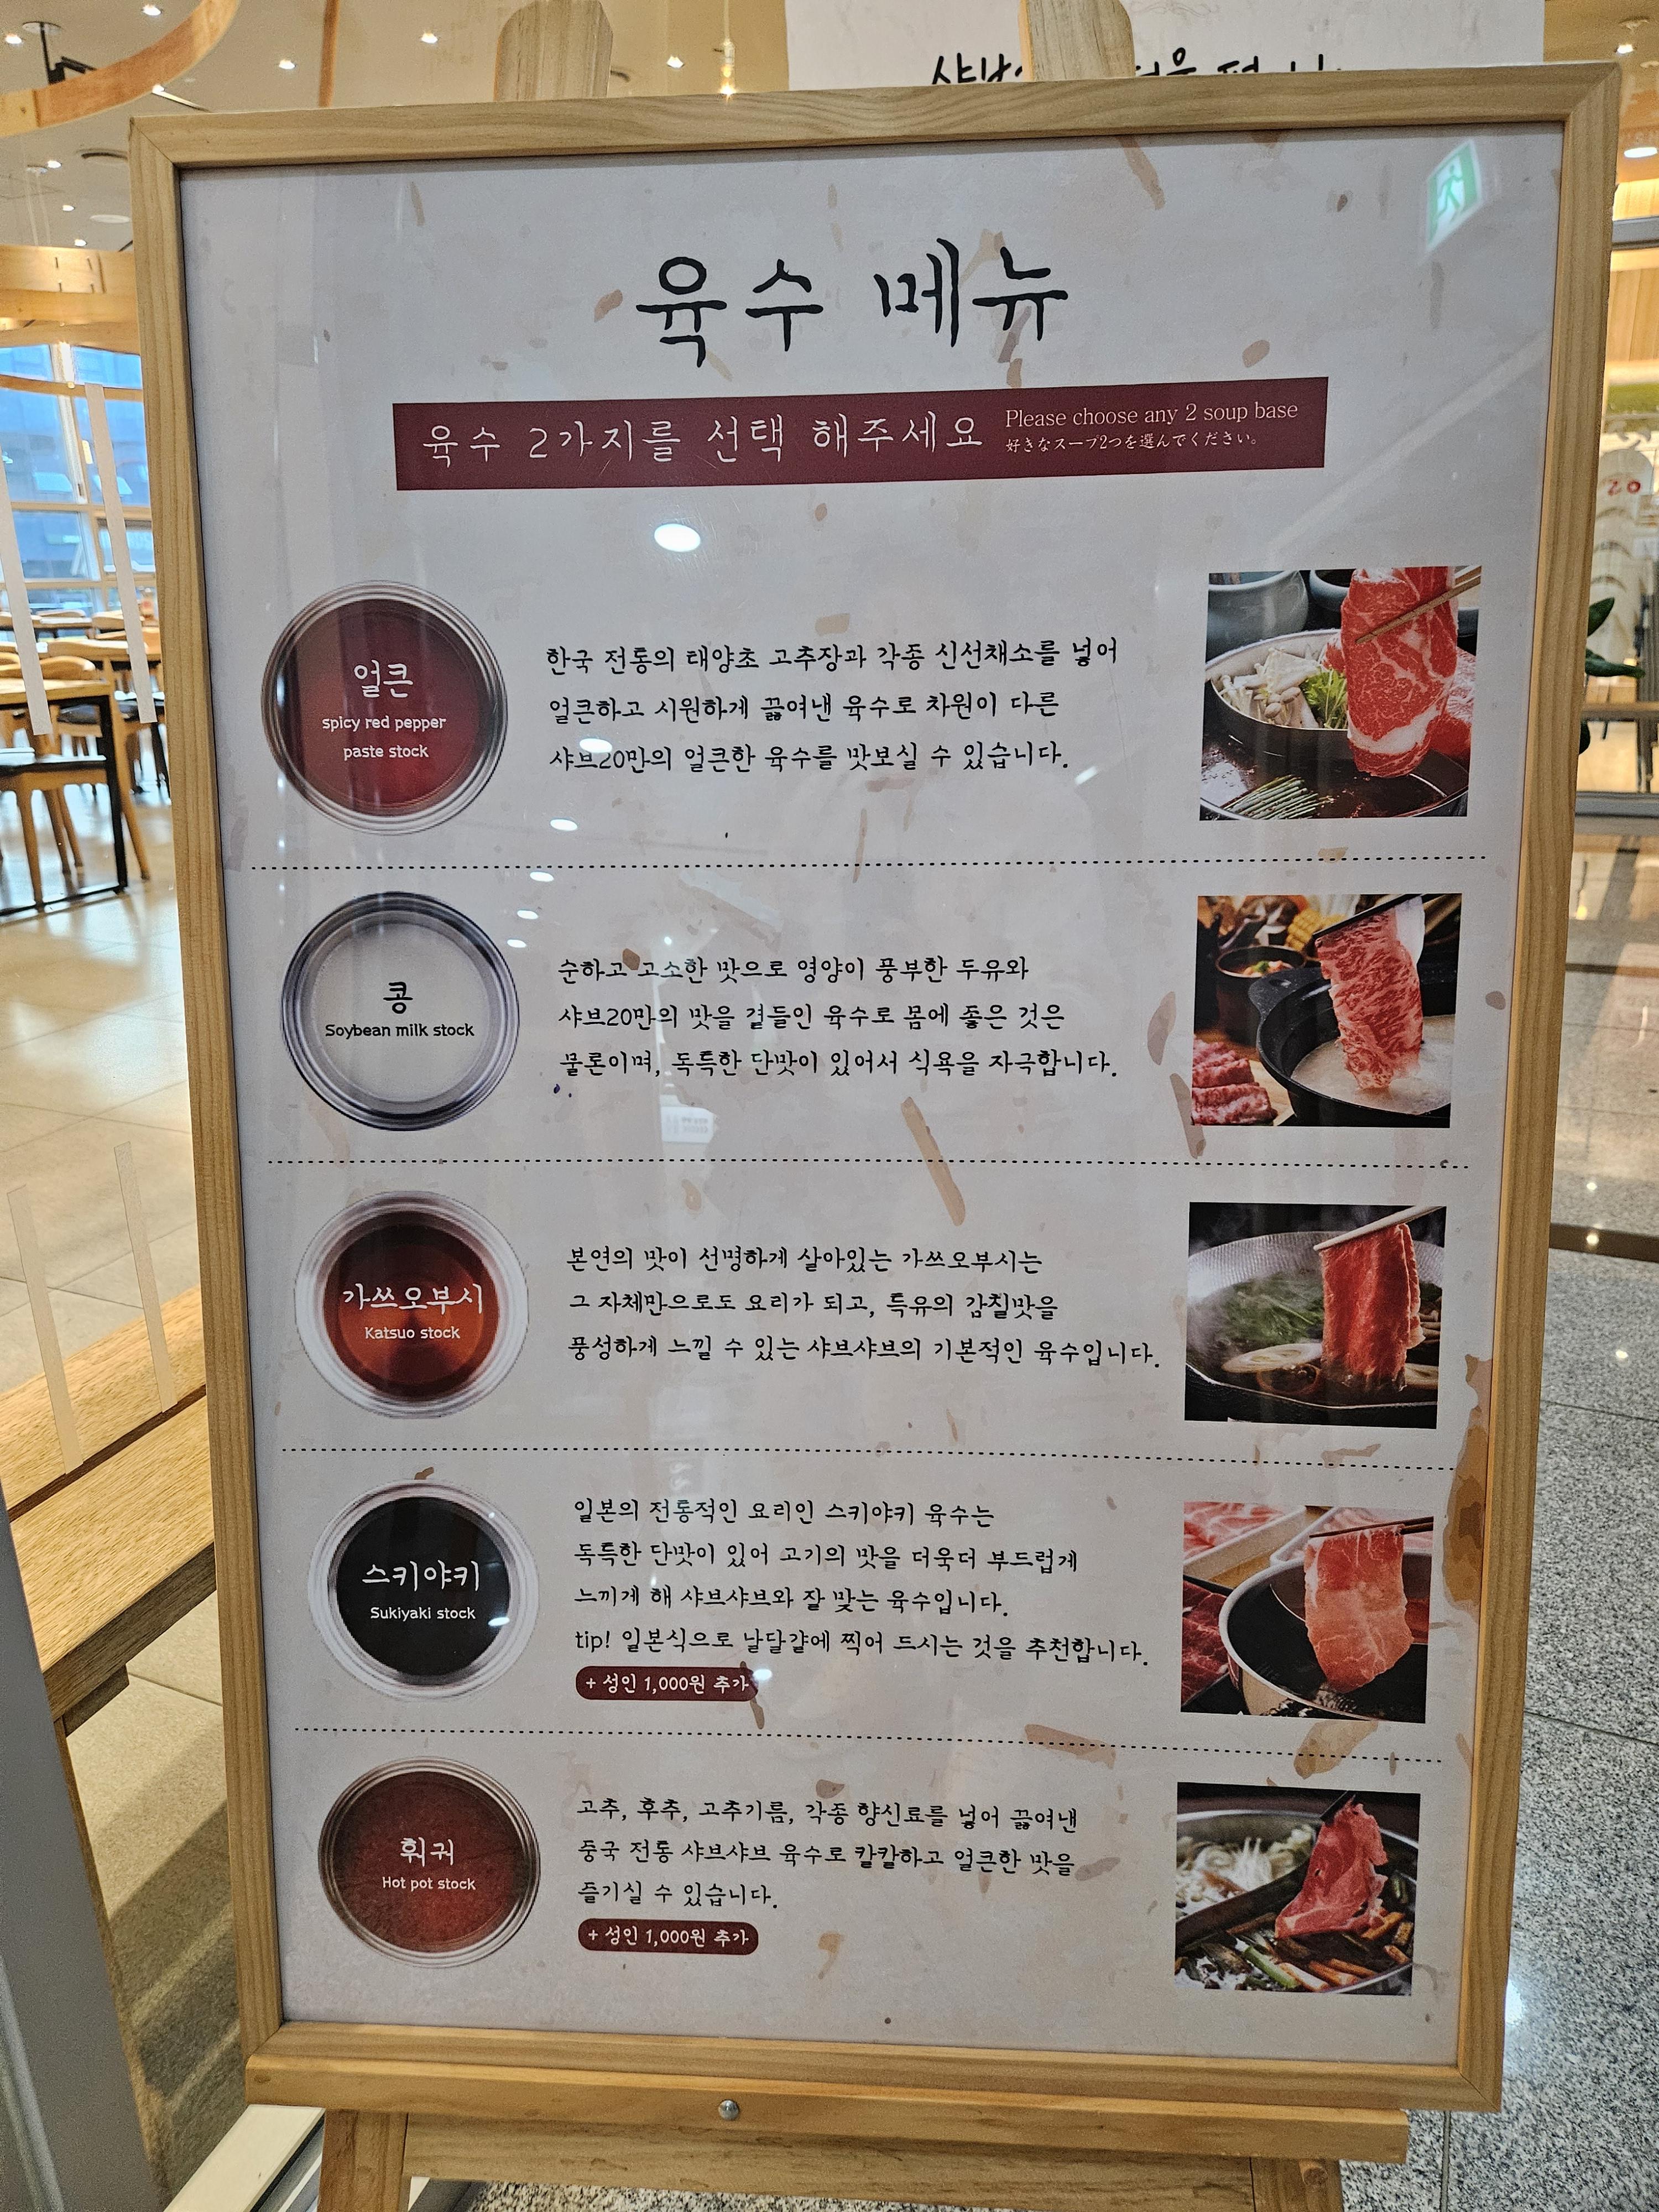 육수 메뉴
육수 2가지를 선택 해주세요
Please choose any 2 soup base
好きなスープ2つを選んでください。
얼큰
spicy red pepper
paste stock
한국 전통의 태양초 고추장과 각종 신선채소를 넣어
얼큰하고 시원하게 끓여낸 육수로 차원이 다른
샤브20만의 얼큰한 육수를 맛보실 수 있습니다.
콩
Soybean milk stock
순하고 고소한 맛으로 영양이 풍부한 두유와
샤브20만의 맛을 곁들인 육수로 몸에 좋은 것은
물론이며, 독특한 단맛이 있어서 식욕을 자극합니다.
가쓰오부시
Katsuo stock
본연의 맛이 선명하게 살아있는 가쓰오부시는
그 자체만으로도 요리가 되고, 특유의 감칠맛을
풍성하게 느낄 수 있는 샤브샤브의 기본적인 육수입니다.
스키야키
Sukiyaki stock
일본의 전통적인 요리인 스키야키 육수는
독특한 단맛이 있어 고기의 맛을 더욱더 부드럽게
느끼게 해 샤브샤브와 잘 맞는 육수입니다.
tip! 일본식으로 날달걀에 찍어 드시는 것을 추천합니다.
+ 성인 1,000원 추가
훠궈
Hot pot stock
고추, 후추, 고추기름, 각종 향신료를 넣어 끓여낸
중국 전통 샤브샤브 육수로 칼칼하고 얼큰한 맛을
즐기실 수 있습니다.
+ 성인 1,000원 추가
20